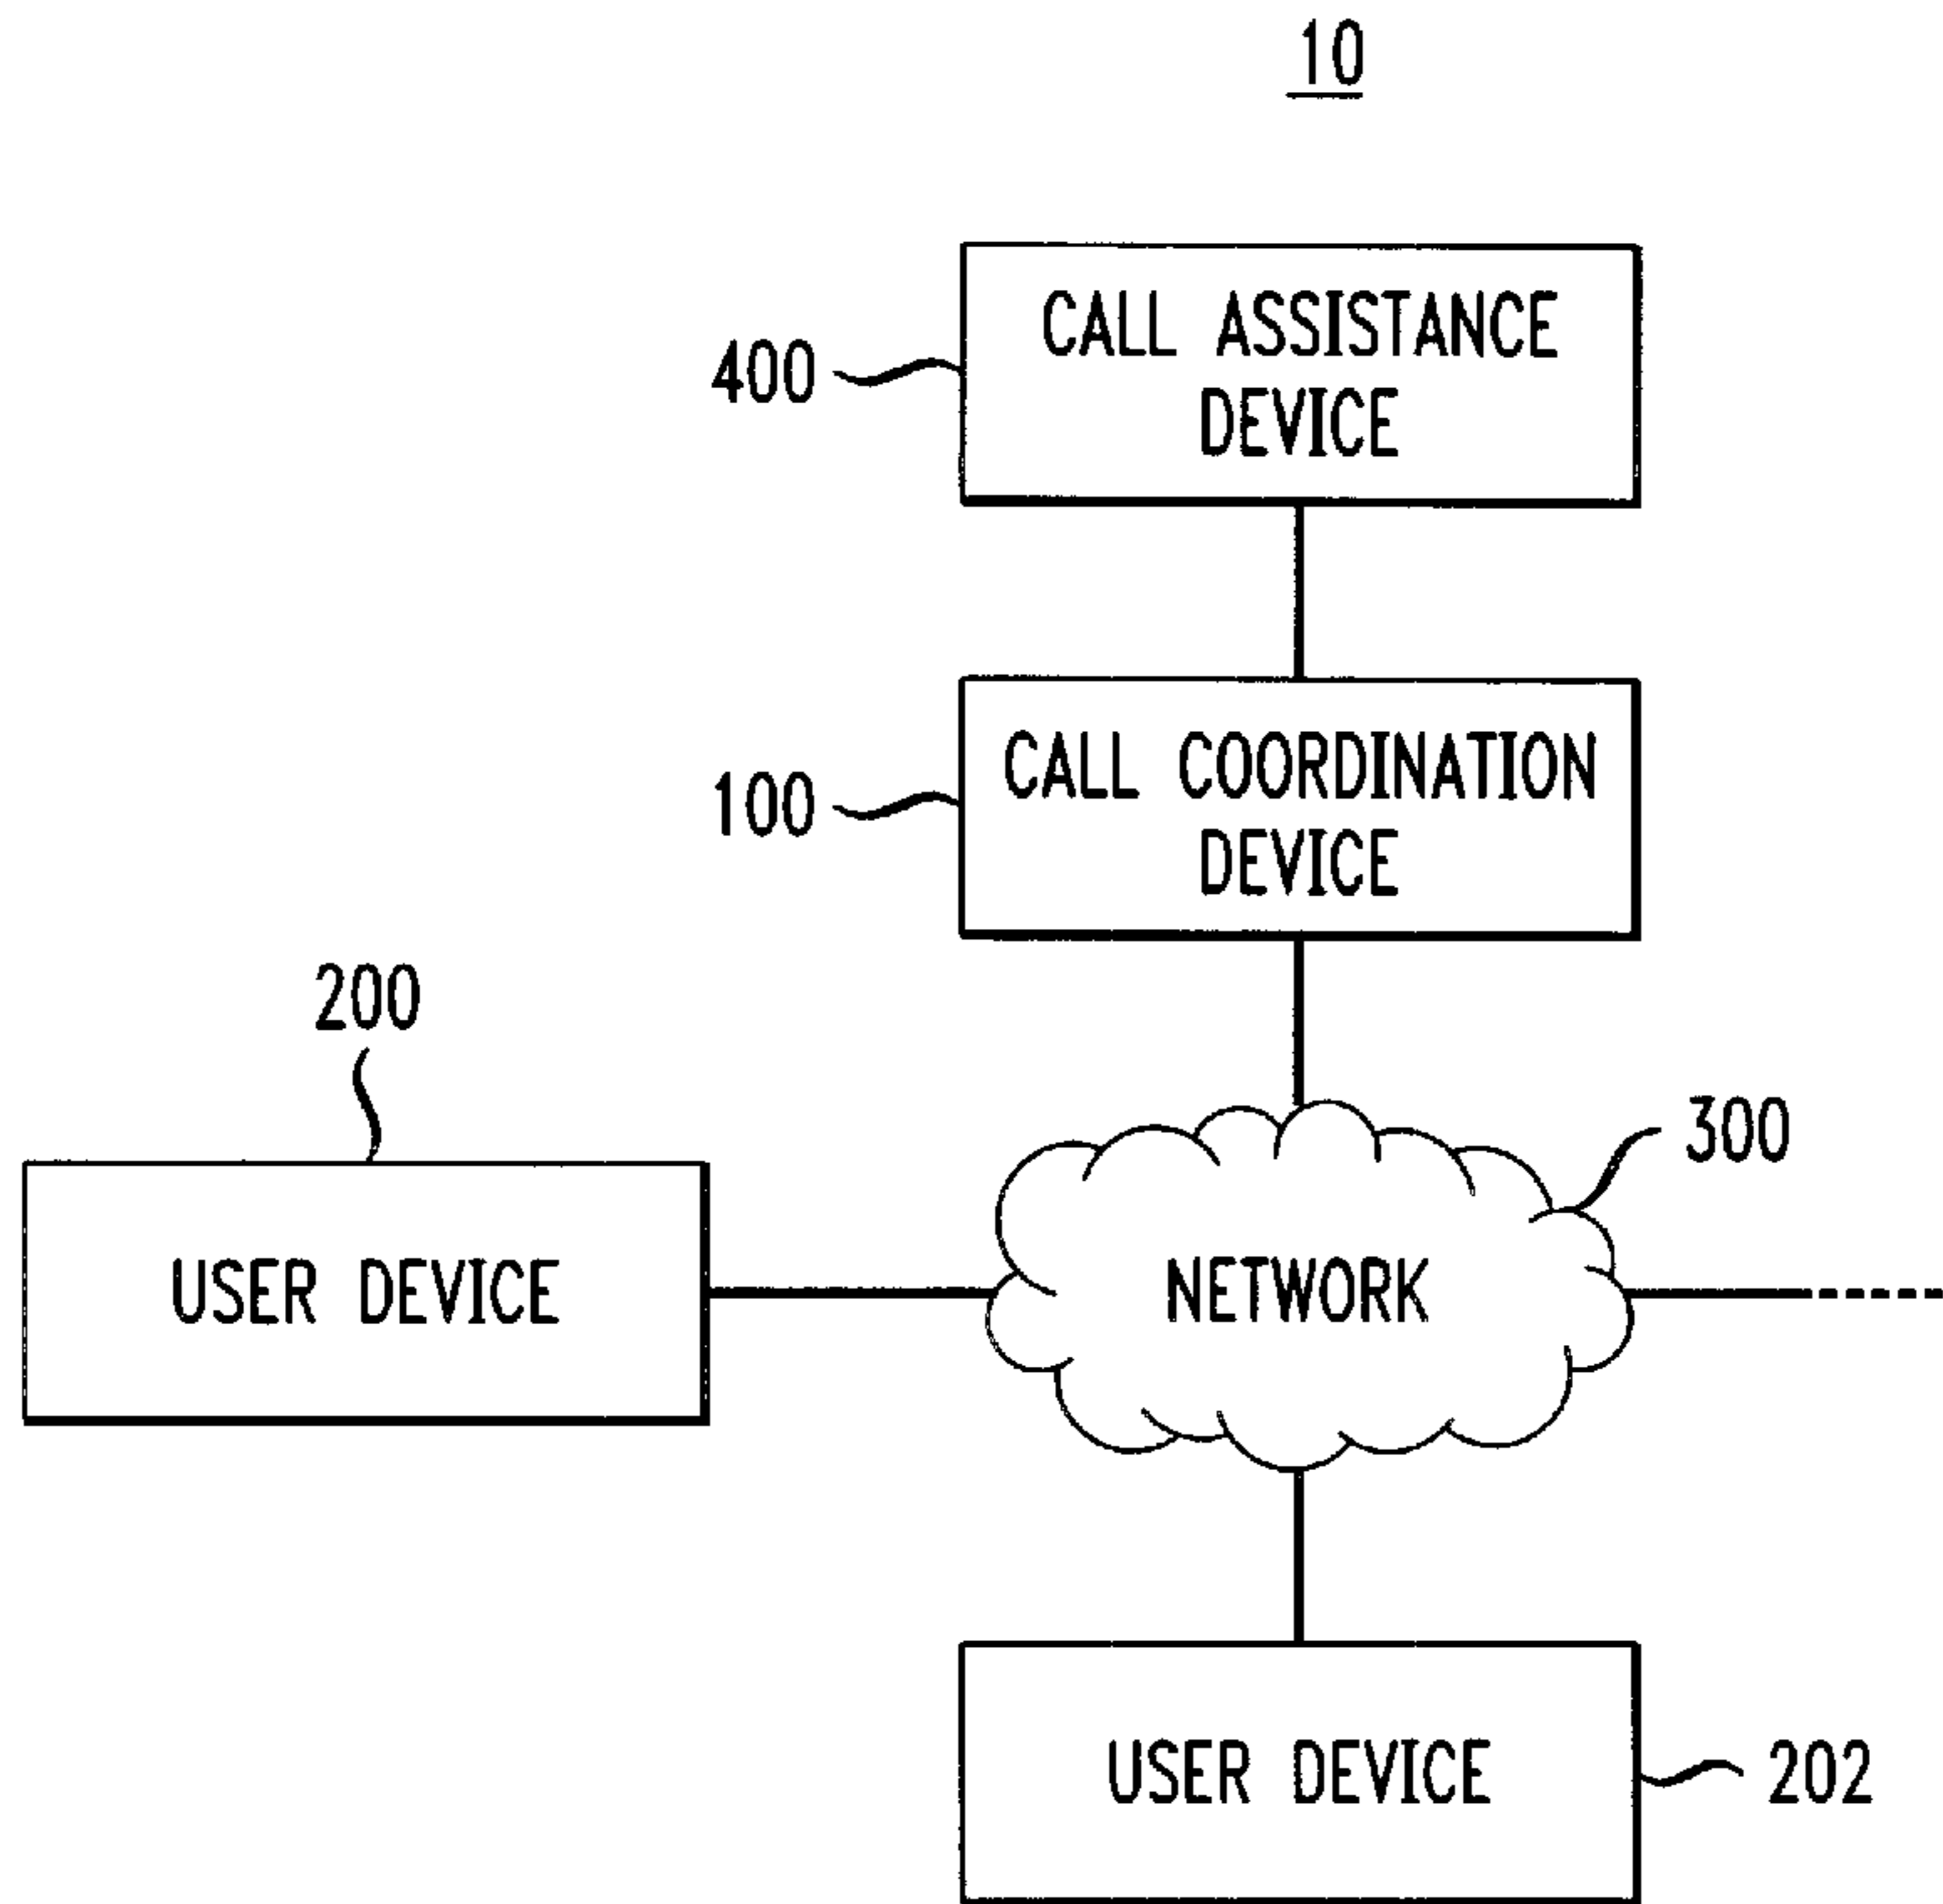 10
CALL ASSISTANCE
DEVICE
400
CALL COORDINATION
DEVICE
100
200
300
USER DEVICE
NETWORK
USER DEVICE
202